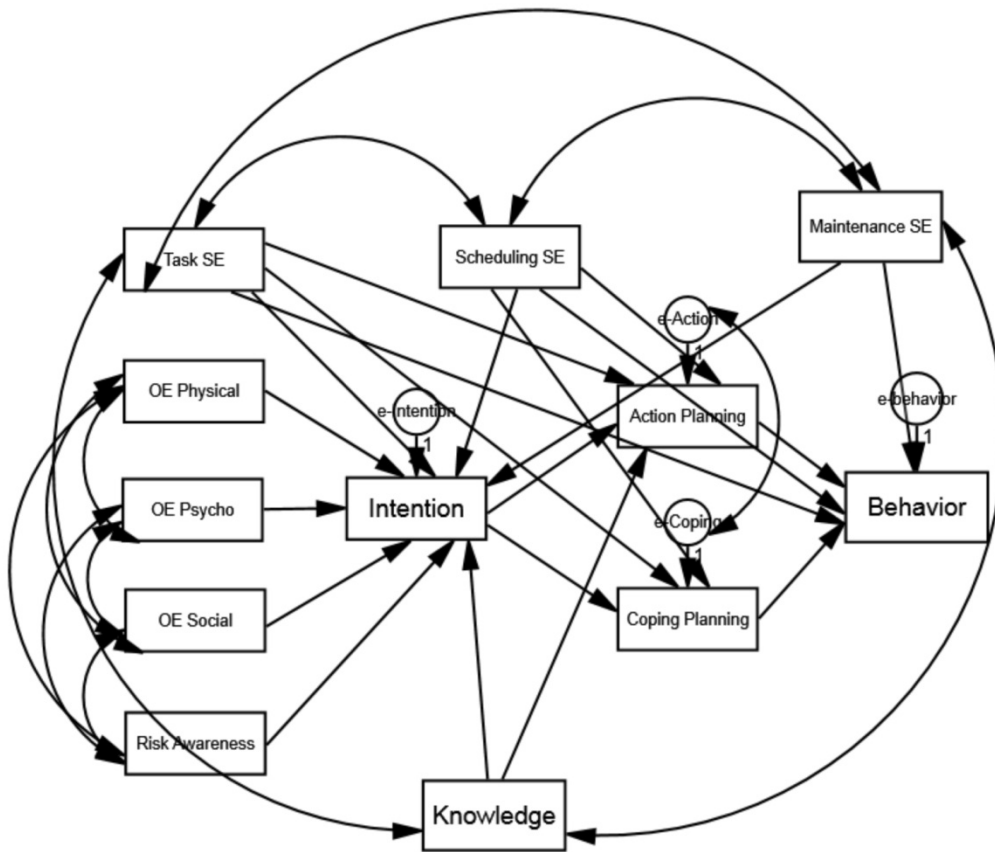 Maintenance SE
Task SE
Scheduling SE
e-Action
1
OE Physical
e-intention
1
Action Planning
e-behavior
1
OE Psycho
Intention
Behavior
e-Coping
1
OE Social
Coping Planning
Risk Awareness
Knowledge